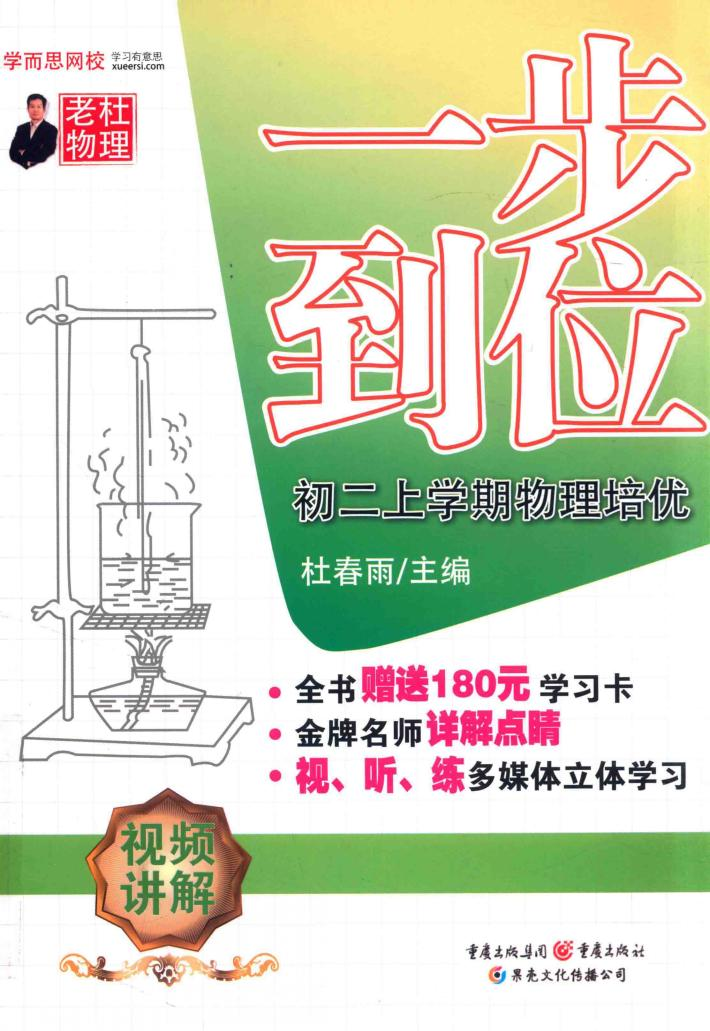 学而思网校 学习有意思
xueersi.com
老杜
物理
一步
到位
初二上学期物理培优
杜春雨/主编
• 全书赠送180元学习卡
• 金牌名师详解点睛
• 视、听、练多媒体立体学习
视频
讲解
重庆出版集团 重庆出版社
果壳文化传播公司